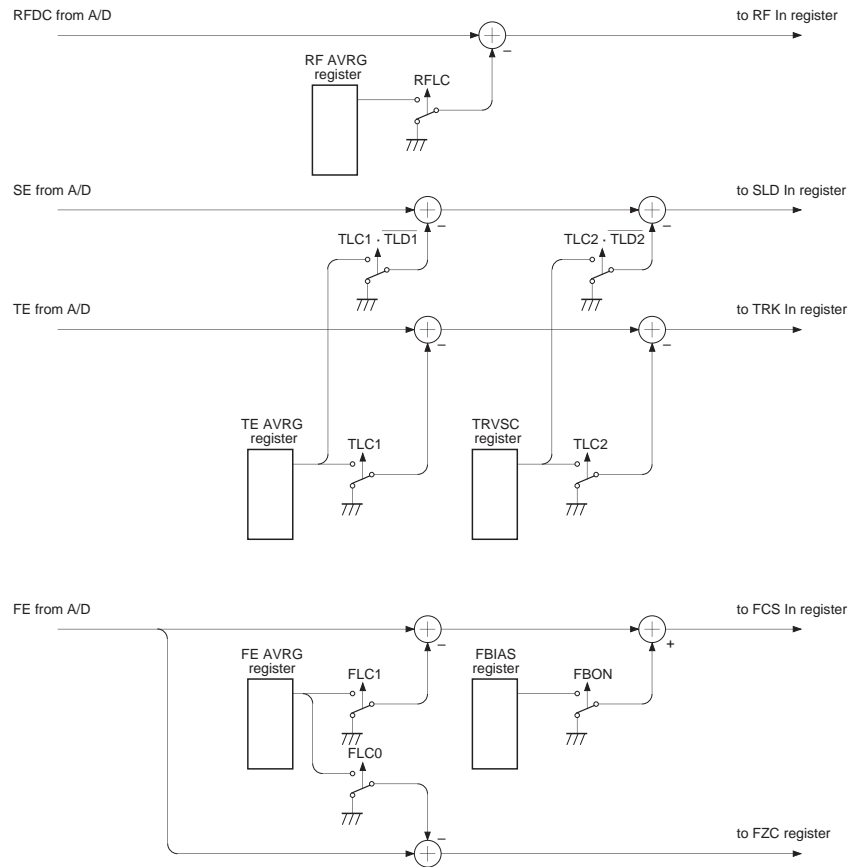 RFDC from A/D
to RF In register
−
RF AVRG
register
RFLC
SE from A/D
to SLD In register
−
−
TLC1 · T̅L̅D̅1̅
TLC2 · T̅L̅D̅2̅
TE from A/D
to TRK In register
−
−
TE AVRG
register
TLC1
TRVSC
register
TLC2
FE from A/D
to FCS In register
−
+
FE AVRG
register
FLC1
FBIAS
register
FBON
FLC0
−
to FZC register